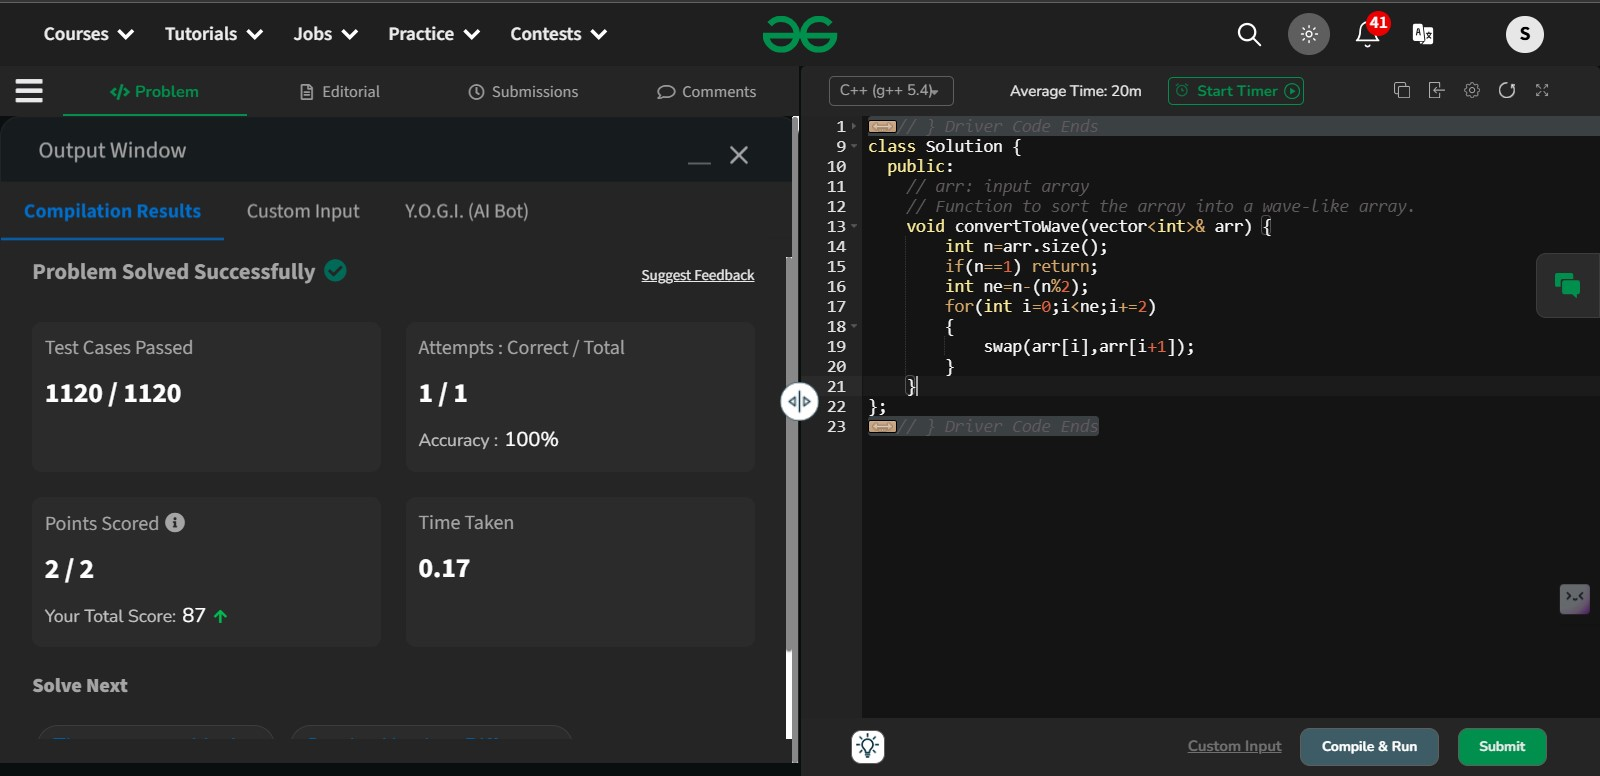 Courses Tutorials Jobs Practice Contests 41 S
</> Problem Editorial Submissions Comments
Output Window
Compilation Results Custom Input Y.O.G.I. (AI Bot)
Problem Solved Successfully Suggest Feedback
Test Cases Passed
1120 / 1120
Attempts : Correct / Total
1 / 1
Accuracy : 100%
Points Scored
2 / 2
Your Total Score: 87
Time Taken
0.17
Solve Next
C++ (g++ 5.4) Average Time: 20m Start Timer
1 // } Driver Code Ends
9 class Solution {
10 public:
11 // arr: input array
12 // Function to sort the array into a wave-like array.
13 void convertToWave(vector<int>& arr) {
14 int n=arr.size();
15 if(n==1) return;
16 int ne=n-(n%2);
17 for(int i=0;i<ne;i+=2)
18 {
19 swap(arr[i],arr[i+1]);
20 }
21 }
22 };
23 // } Driver Code Ends
Custom Input Compile & Run Submit